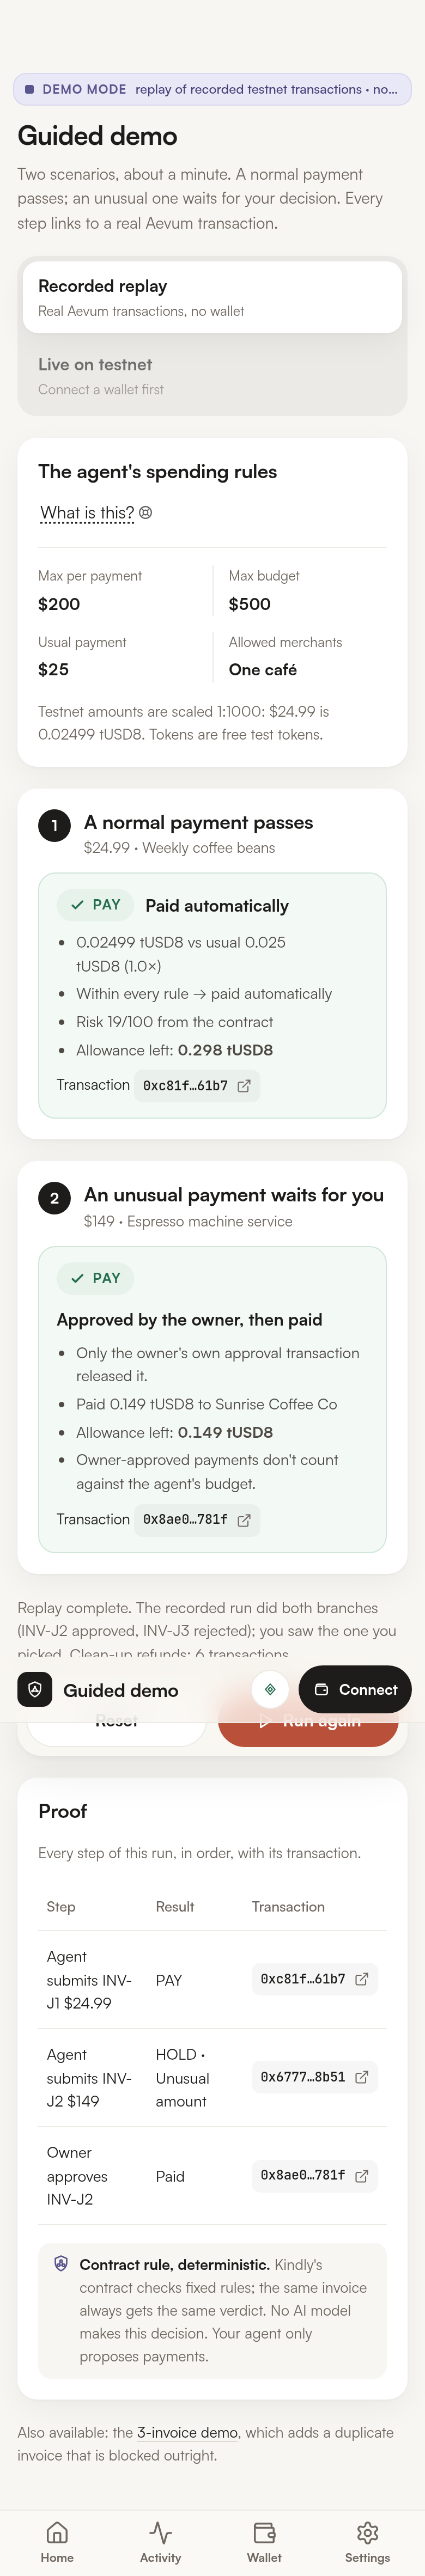 DEMO MODE replay of recorded testnet transactions · no...
Guided demo
Two scenarios, about a minute. A normal payment
passes; an unusual one waits for your decision. Every
step links to a real Aevum transaction.
Recorded replay
Real Aevum transactions, no wallet
Live on testnet
Connect a wallet first
The agent's spending rules
What is this?
Max per payment Max budget
$200 $500
Usual payment Allowed merchants
$25 One café
Testnet amounts are scaled 1:1000: $24.99 is
0.02499 tUSD8. Tokens are free test tokens.
1 A normal payment passes
$24.99 · Weekly coffee beans
PAY Paid automatically
• 0.02499 tUSD8 vs usual 0.025
tUSD8 (1.0×)
• Within every rule → paid automatically
• Risk 19/100 from the contract
• Allowance left: 0.298 tUSD8
Transaction 0xc81f…61b7
2 An unusual payment waits for you
$149 · Espresso machine service
PAY
Approved by the owner, then paid
• Only the owner's own approval transaction
released it.
• Paid 0.149 tUSD8 to Sunrise Coffee Co
• Allowance left: 0.149 tUSD8
• Owner-approved payments don't count
against the agent's budget.
Transaction 0x8ae0…781f
Replay complete. The recorded run did both branches
(INV-J2 approved, INV-J3 rejected); you saw the one you
picked. Clean-up refunds: 6 transactions.
Guided demo Connect
Reset Run again
Proof
Every step of this run, in order, with its transaction.
Step Result Transaction
Agent
submits INV-
J1 $24.99
PAY
0xc81f…61b7
Agent
submits INV-
J2 $149
HOLD ·
Unusual
amount
0x6777…8b51
Owner
approves
INV-J2
Paid
0x8ae0…781f
Contract rule, deterministic. Kindly's
contract checks fixed rules; the same invoice
always gets the same verdict. No AI model
makes this decision. Your agent only
proposes payments.
Also available: the 3-invoice demo, which adds a duplicate
invoice that is blocked outright.
Home Activity Wallet Settings